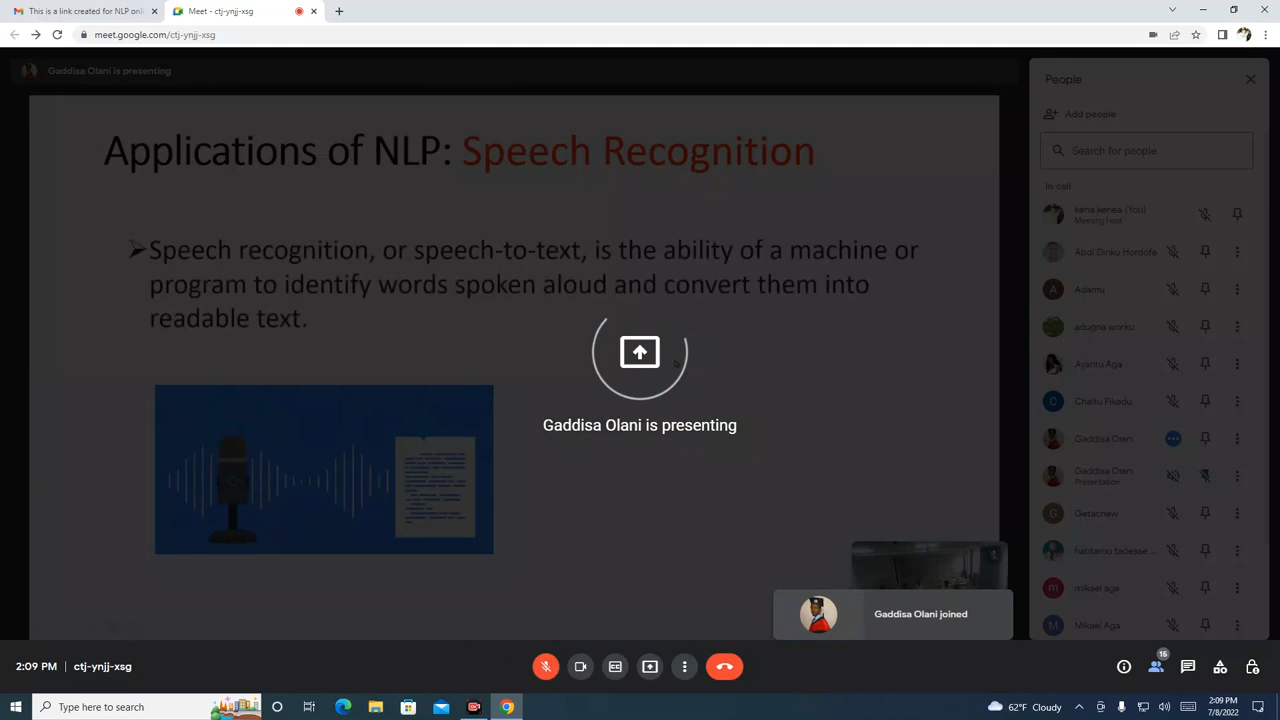 This is a link created for NLP onli
Meet - ctj-ynjj-xsg
meet.google.com/ctj-ynjj-xsg
Gaddisa Olani is presenting
Applications of NLP: Speech Recognition
Speech recognition, or speech-to-text, is the ability of a machine or
program to identify words spoken aloud and convert them into
readable text.
Gaddisa Olani is presenting
Gaddisa Olani joined
People
Add people
Search for people
In call
kena kenea (You)
Meeting host
Abdi Dinku Hordofe
A
Adamu
adugna worku
Ayantu Aga
C
Chaltu Fikadu
Gaddisa Olani
Gaddisa Olani
Presentation
G
Getachew
habtamu tadesse ...
m
mikael aga
M
Mikael Aga
2:09 PM | ctj-ynjj-xsg
15
Type here to search
62°F Cloudy
2:09 PM
7/8/2022